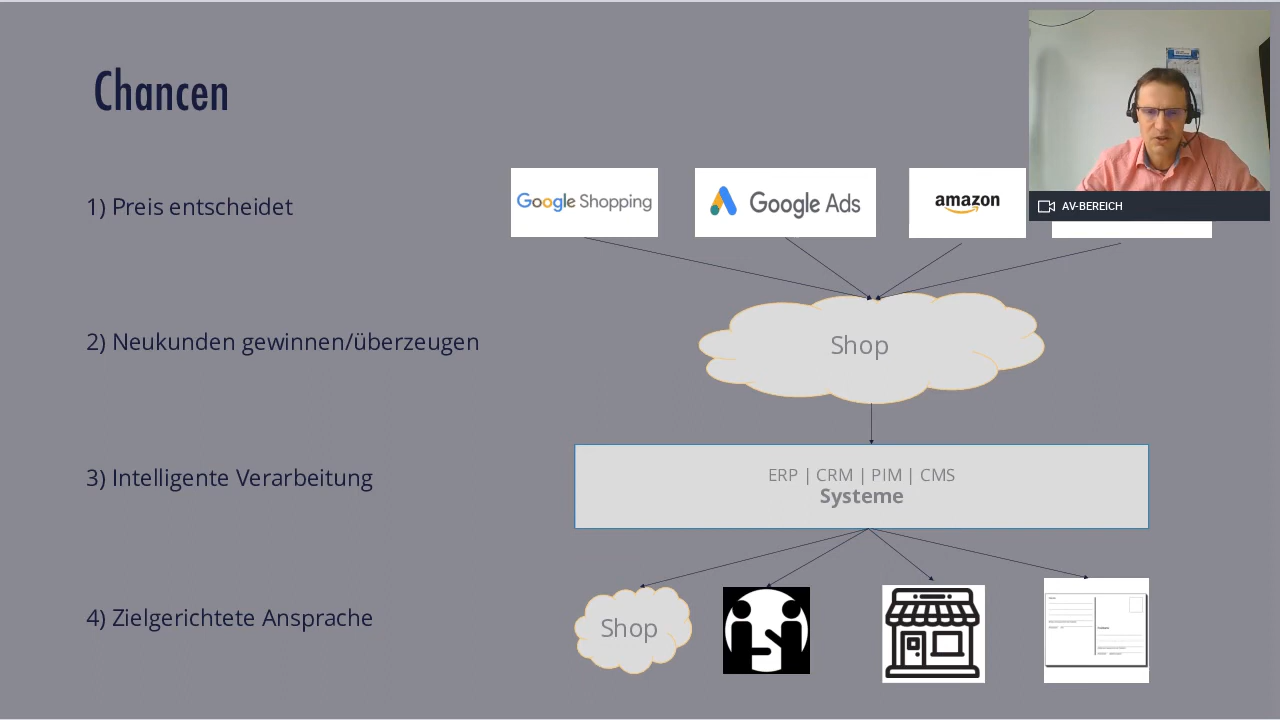 Chancen
1) Preis entscheidet
Google Shopping
Google Ads
amazon
AV-BEREICH
2) Neukunden gewinnen/überzeugen
Shop
3) Intelligente Verarbeitung
ERP | CRM | PIM | CMS
Systeme
4) Zielgerichtete Ansprache
Shop